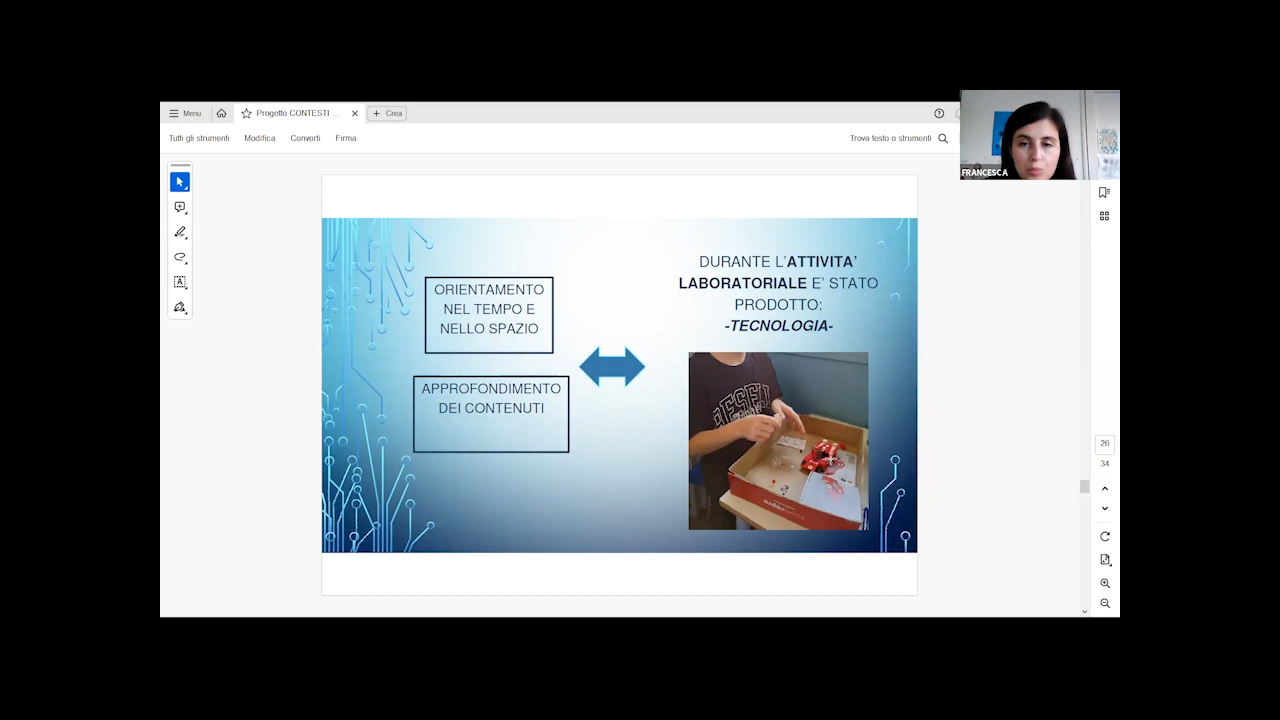 Menu
Progetto CONTESTI ...
Crea
Tutti gli strumenti
Modifica
Converti
Firma
Trova testo o strumenti
FRANCESCA
ORIENTAMENTO
NEL TEMPO E
NELLO SPAZIO
APPROFONDIMENTO
DEI CONTENUTI
DURANTE L'ATTIVITA'
LABORATORIALE E' STATO
PRODOTTO:
-TECNOLOGIA-
26
34